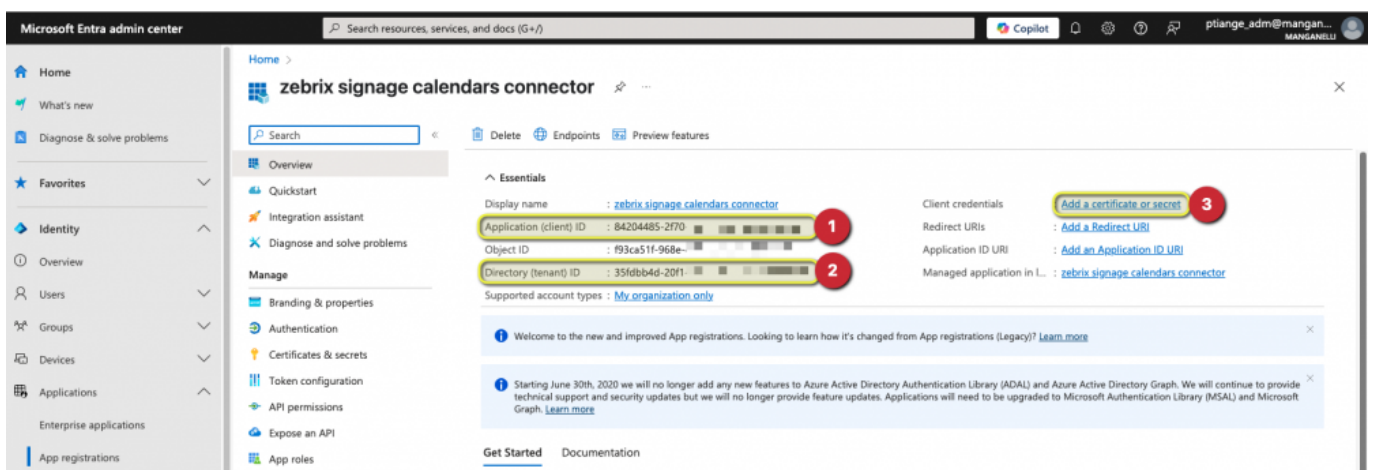 Microsoft Entra admin center
Search resources, services, and docs (G+/)
Copilot
ptiange_adm@mangan...
MANGANELLI
Home
What's new
Diagnose & solve problems
Favorites
Identity
Overview
Users
Groups
Devices
Applications
Enterprise applications
App registrations
Home >
zebrix signage calendars connector
Search
Overview
Quickstart
Integration assistant
Diagnose and solve problems
Manage
Branding & properties
Authentication
Certificates & secrets
Token configuration
API permissions
Expose an API
App roles
Delete Endpoints Preview features
Essentials
Display name : zebrix signage calendars connector
Application (client) ID : 84204485-2f70- 1
Object ID : f93ca51f-968e-
Directory (tenant) ID : 35fdbb4d-20f1- 2
Supported account types : My organization only
Client credentials : Add a certificate or secret 3
Redirect URIs : Add a Redirect URI
Application ID URI : Add an Application ID URI
Managed application in l... : zebrix signage calendars connector
Welcome to the new and improved App registrations. Looking to learn how it's changed from App registrations (Legacy)? Learn more
Starting June 30th, 2020 we will no longer add any new features to Azure Active Directory Authentication Library (ADAL) and Azure Active Directory Graph. We will continue to provide
technical support and security updates but we will no longer provide feature updates. Applications will need to be upgraded to Microsoft Authentication Library (MSAL) and Microsoft
Graph. Learn more
Get Started Documentation